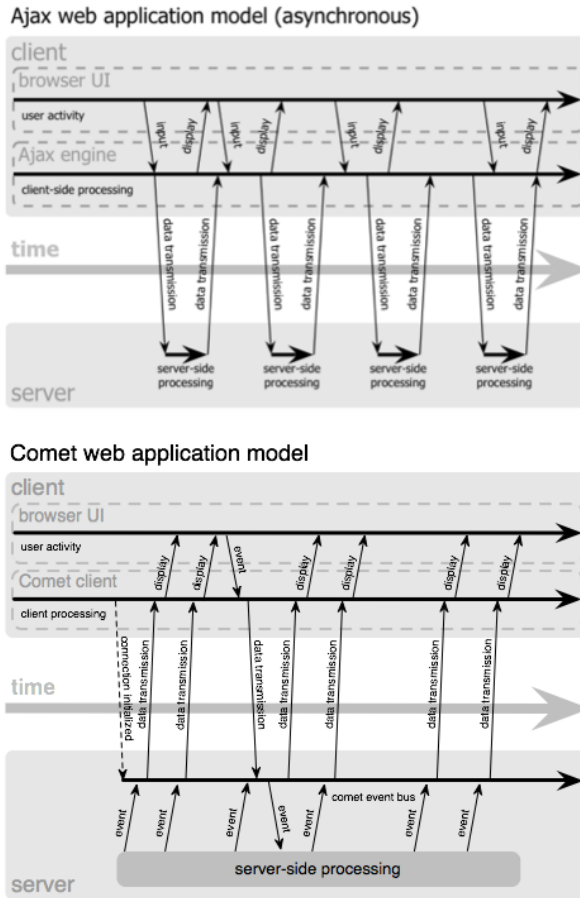 Ajax web application model (asynchronous)
client
browser UI
user activity
input
display
input
display
input
display
input
display
Ajax engine
client-side processing
data transmission
data transmission
data transmission
data transmission
data transmission
data transmission
data transmission
data transmission
time
server-side
processing
server-side
processing
server-side
processing
server-side
processing
server
Comet web application model
client
browser UI
user activity
display
display
event
display
display
display
display
Comet client
client processing
connection initialized
data transmission
data transmission
data transmission
data transmission
data transmission
data transmission
data transmission
time
comet event bus
event
event
event
event
event
event
event
server-side processing
server